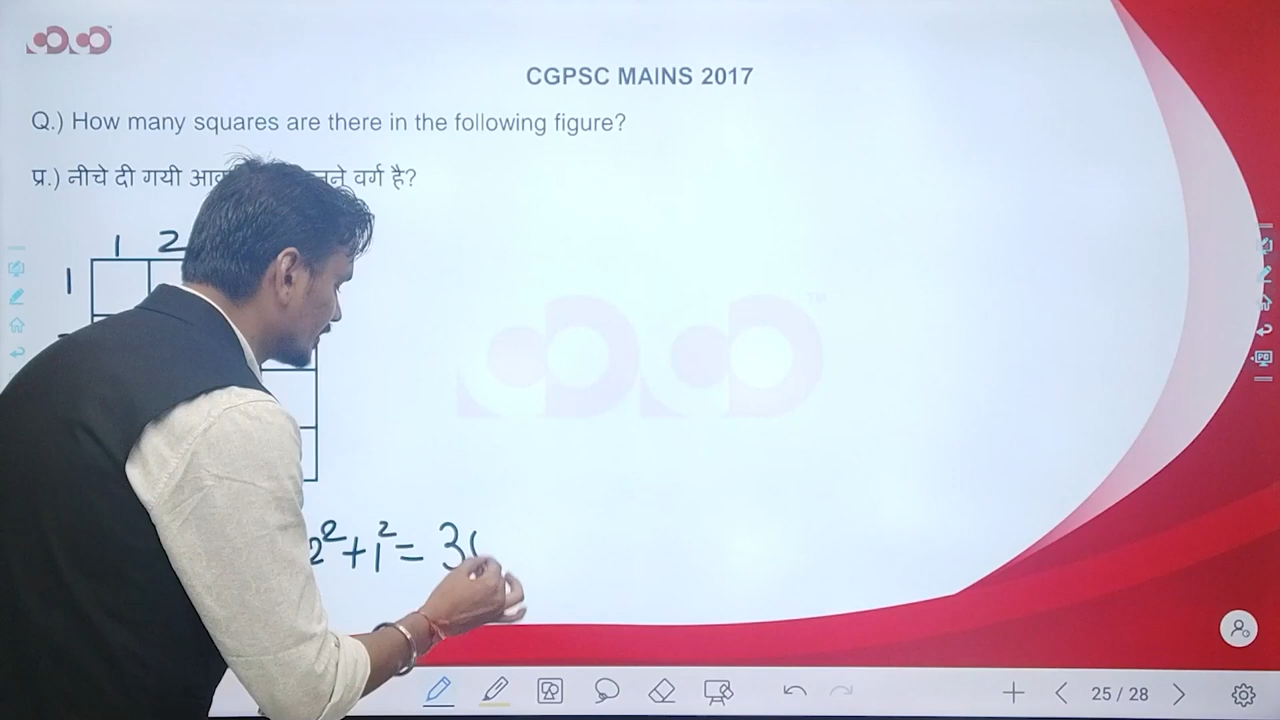 CGPSC MAINS 2017
Q.) How many squares are there in the following figure?
प्र.) नीचे दी गयी वर्ग है?
1 2
1
2² + 1² = 3
25 / 28